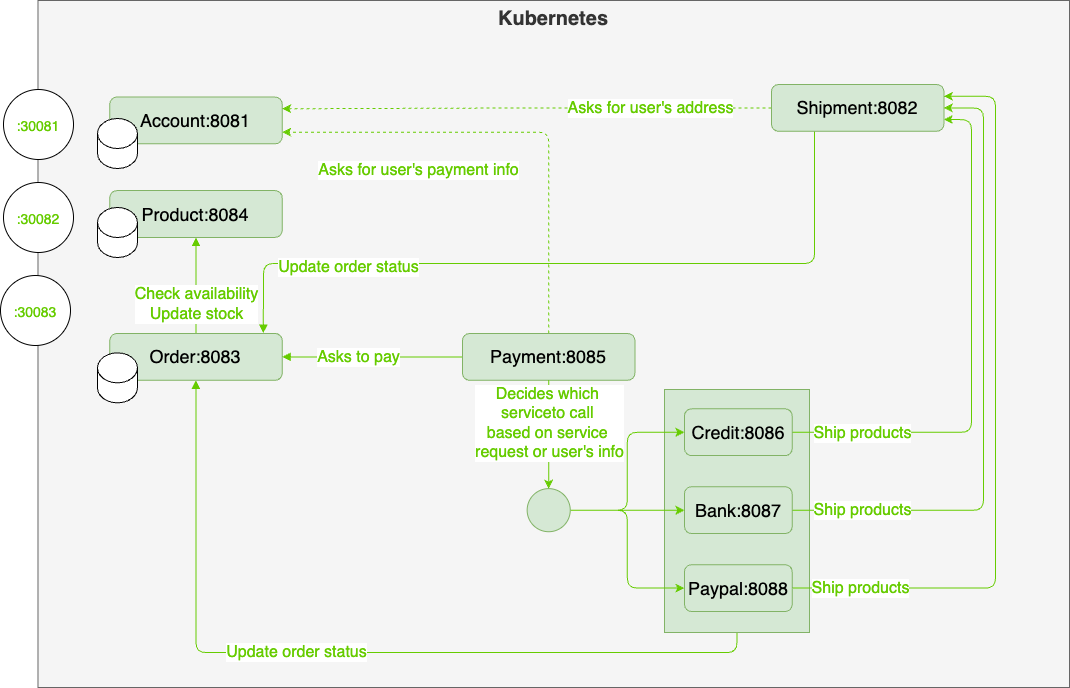 Kubernetes
:30081
Account:8081
Asks for user's address
Shipment:8082
Asks for user's payment info
:30082
Product:8084
Update order status
Check availability
Update stock
:30083
Order:8083
Asks to pay
Payment:8085
Decides which
serviceto call
based on service
request or user's info
Credit:8086
Ship products
Bank:8087
Ship products
Paypal:8088
Ship products
Update order status